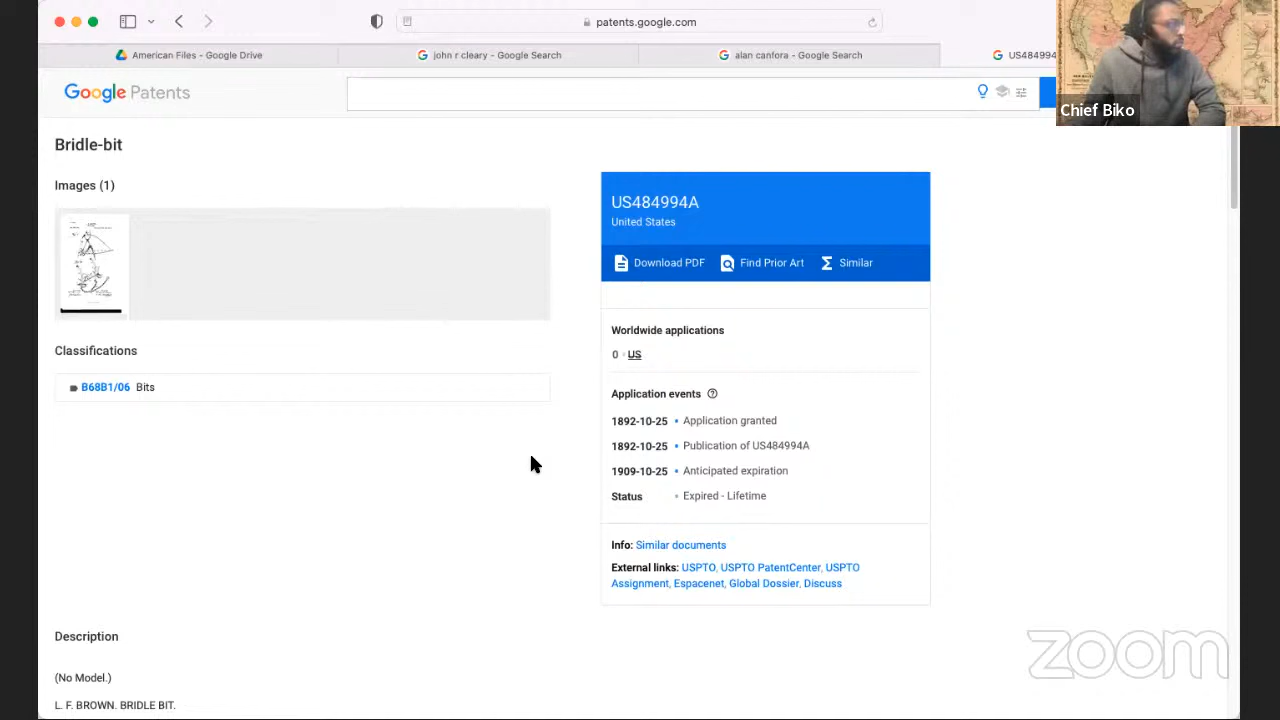 patents.google.com
American Files - Google Drive
john r cleary - Google Search
alan canfora - Google Search
US484994
Chief Biko
Google Patents
Bridle-bit
Images (1)
US484994A
United States
Download PDF
Find Prior Art
Similar
Classifications
B68B1/06 Bits
Worldwide applications
0 · US
Application events
1892-10-25 • Application granted
1892-10-25 • Publication of US484994A
1909-10-25 • Anticipated expiration
Status • Expired - Lifetime
Info: Similar documents
External links: USPTO, USPTO PatentCenter, USPTO
Assignment, Espacenet, Global Dossier, Discuss
Description
(No Model.)
L. F. BROWN. BRIDLE BIT.
zoom